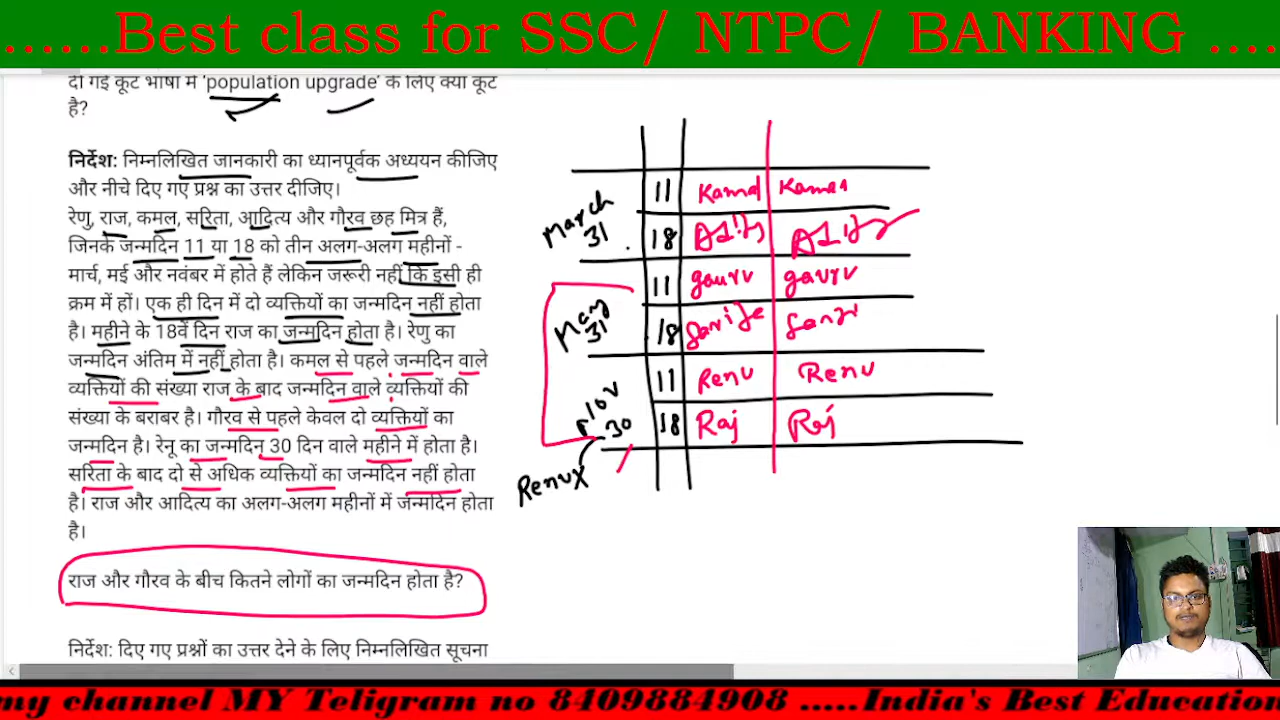 ......Best class for SSC/ NTPC/ BANKING ....
दी गई कूट भाषा में 'population upgrade' के लिए क्या कूट
है?
निर्देश: निम्नलिखित जानकारी का ध्यानपूर्वक अध्ययन कीजिए
और नीचे दिए गए प्रश्न का उत्तर दीजिए।
रेणु, राज, कमल, सरिता, आदित्य और गौरव छह मित्र हैं,
जिनके जन्मदिन 11 या 18 को तीन अलग-अलग महीनों -
मार्च, मई और नवंबर में होते हैं लेकिन जरूरी नहीं कि इसी ही
क्रम में हों। एक ही दिन में दो व्यक्तियों का जन्मदिन नहीं होता
है। महीने के 18वें दिन राज का जन्मदिन होता है। रेणु का
जन्मदिन अंतिम में नहीं होता है। कमल से पहले जन्मदिन वाले
व्यक्तियों की संख्या राज के बाद जन्मदिन वाले व्यक्तियों की
संख्या के बराबर है। गौरव से पहले केवल दो व्यक्तियों का
जन्मदिन है। रेनू का जन्मदिन 30 दिन वाले महीने में होता है।
सरिता के बाद दो से अधिक व्यक्तियों का जन्मदिन नहीं होता
है। राज और आदित्य का अलग-अलग महीनों में जन्मदिन होता
है।
राज और गौरव के बीच कितने लोगों का जन्मदिन होता है?
निर्देश: दिए गए प्रश्नों का उत्तर देने के लिए निम्नलिखित सूचना
March 31
11 Kamal
18
11 gaurv gaurv
31
18
11 Renu Renu
Nov 30
18 Raj Raj
Renu X
my channel MY Teligram no 8409884908 .....India's Best Education